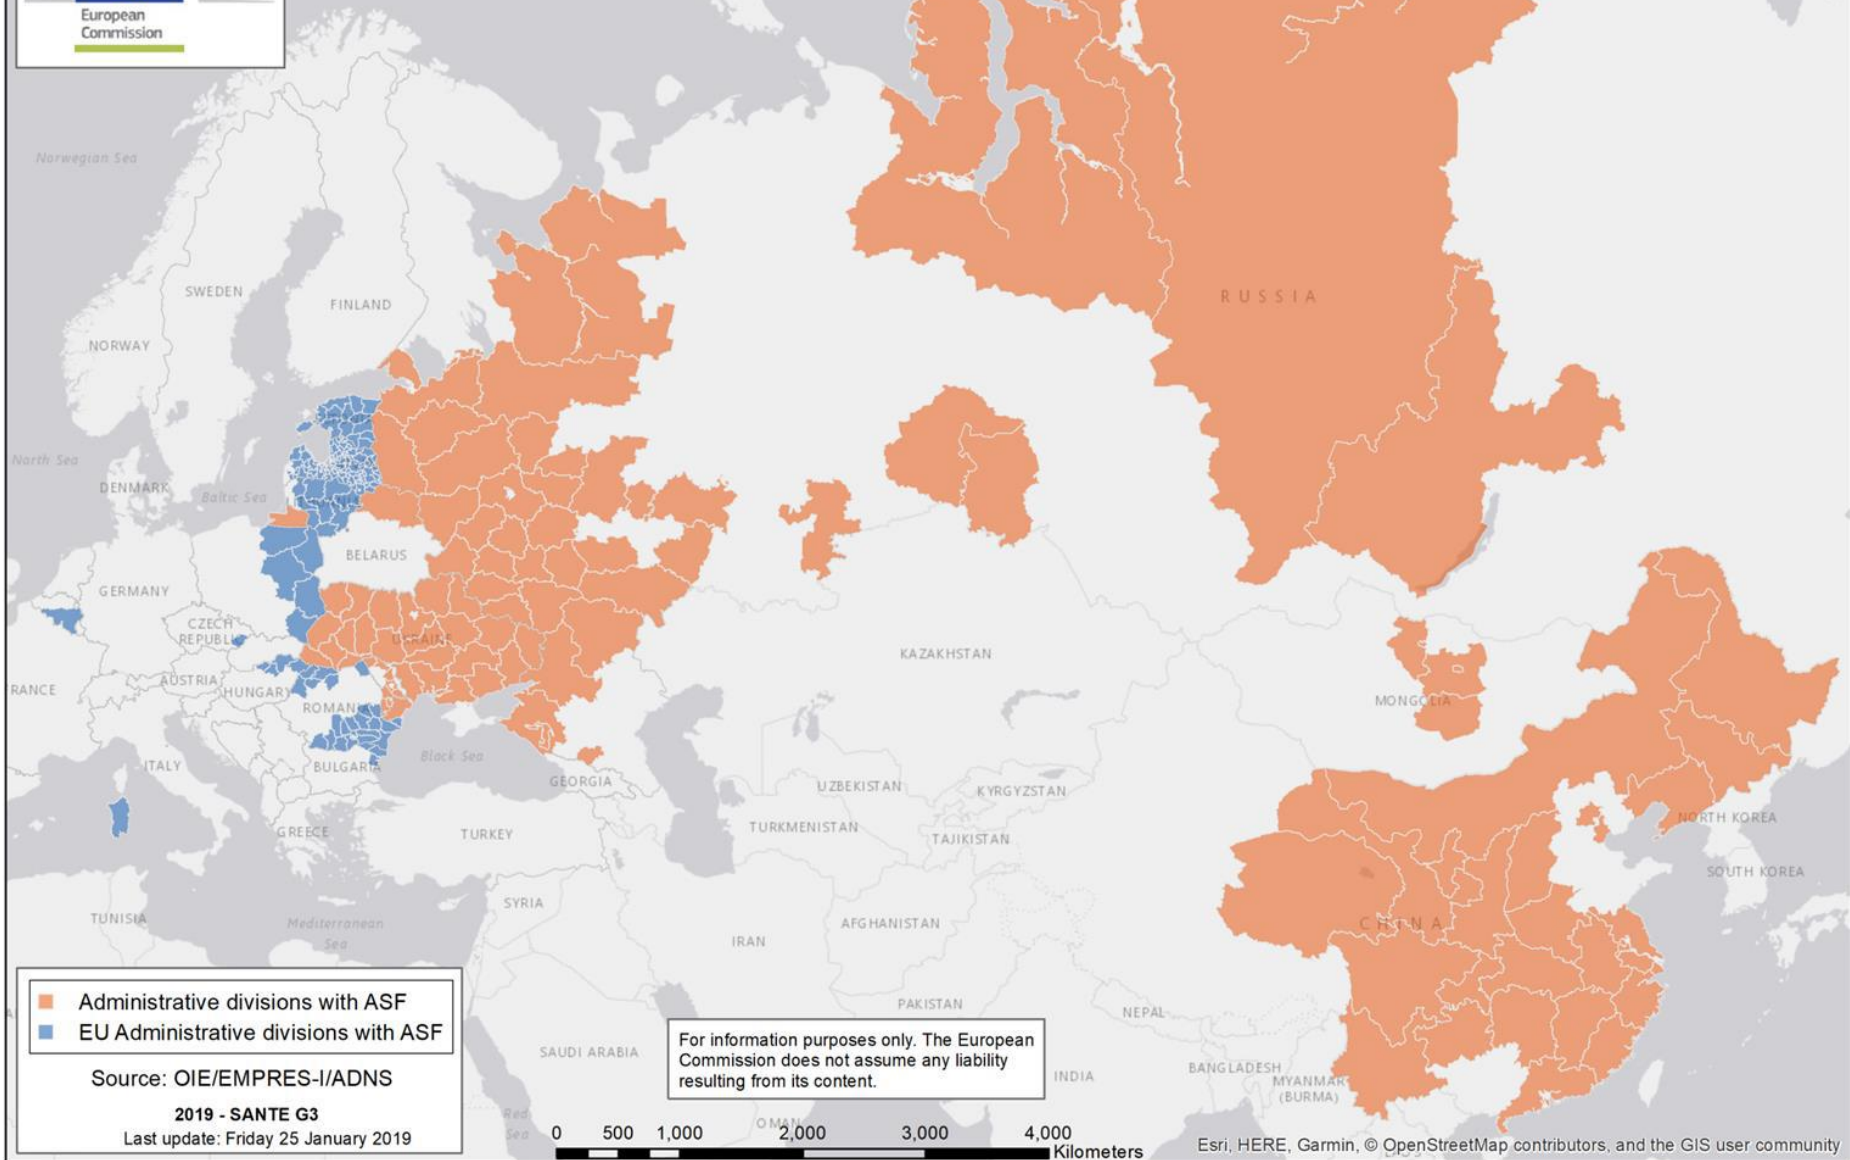 European
Commission
Norwegian Sea
SWEDEN
FINLAND
RUSSIA
NORWAY
North Sea
DENMARK
Baltic Sea
BELARUS
GERMANY
CZECH
REPUBLIC
UKRAINE
KAZAKHSTAN
AUSTRIA
RANCE
HUNGARY
ROMANIA
MONGOLIA
Black Sea
ITALY
BULGARIA
GEORGIA
UZBEKISTAN
KYRGYZSTAN
NORTH KOREA
TURKMENISTAN
GREECE
TURKEY
TAJIKISTAN
SOUTH KOREA
SYRIA
TUNISIA
Mediterranean
Sea
AFGHANISTAN
CHINA
IRAN
PAKISTAN
NEPAL
SAUDI ARABIA
INDIA
BANGLADESH
MYANMAR
(BURMA)
Red
Sea
OMAN
Administrative divisions with ASF
EU Administrative divisions with ASF
Source: OIE/EMPRES-I/ADNS
2019 - SANTE G3
Last update: Friday 25 January 2019
For information purposes only. The European
Commission does not assume any liability
resulting from its content.
0 500 1,000 2,000 3,000 4,000
Kilometers
Esri, HERE, Garmin, © OpenStreetMap contributors, and the GIS user community